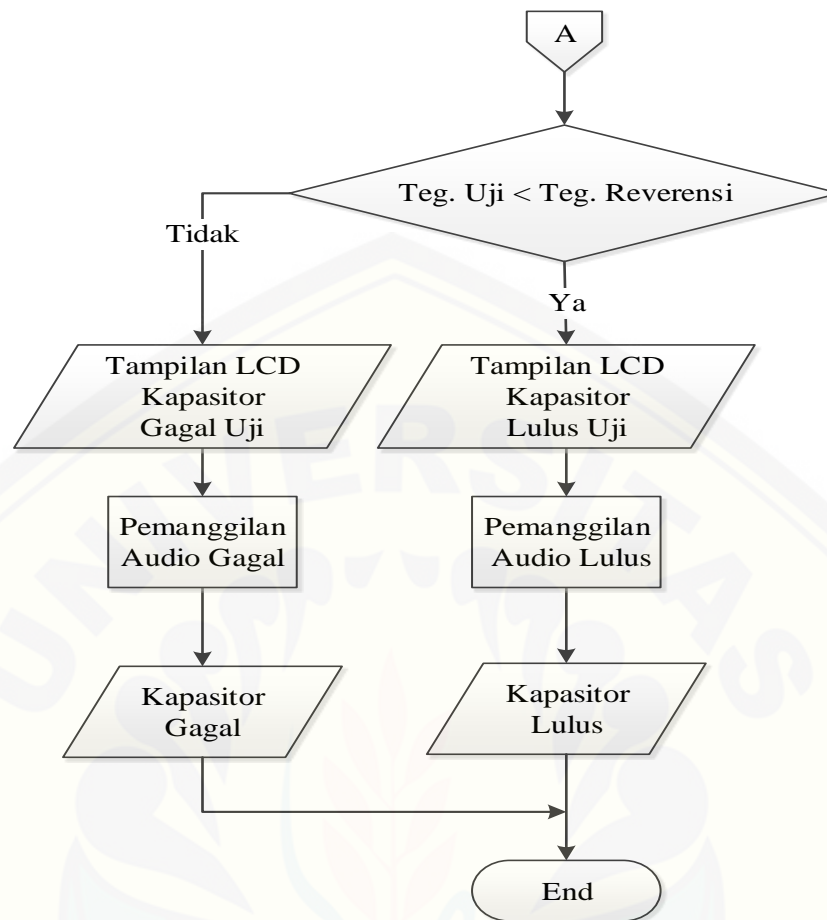 A
Teg. Uji < Teg. Reverensi
Tidak
Ya
Tampilan LCD
Kapasitor
Gagal Uji
Tampilan LCD
Kapasitor
Lulus Uji
Pemanggilan
Audio Gagal
Pemanggilan
Audio Lulus
Kapasitor
Gagal
Kapasitor
Lulus
End
UNIVERSITAS